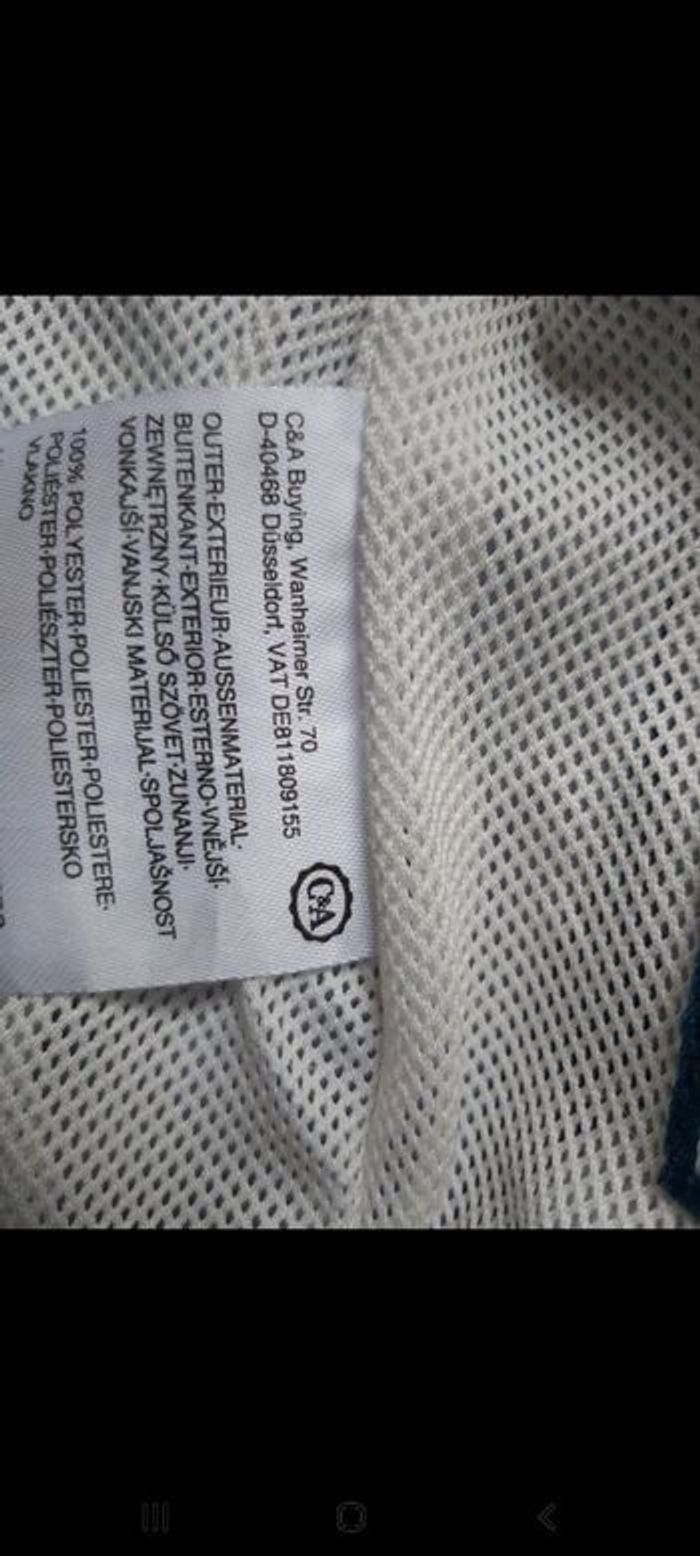 C&A Buying, Wanheimer Str. 70
D-40468 Düsseldorf, VAT DE811809155
C&A
OUTER·EXTERIEUR·AUSSENMATERIAL·
BUITENKANT·EXTERIOR·ESTERNO·VNĚJŠÍ·
ZEWNĘTRZNY·KÜLSŐ SZÖVET·ZUNANJI·
VONKAJŠÍ·VANJSKI MATERIJAL·SPOLJAŠNOST
100% POLYESTER·POLIESTER·POLIESTERE·
POLIÉSTER·POLIÉSZTER·POLIESTERSKO
VLAKNO